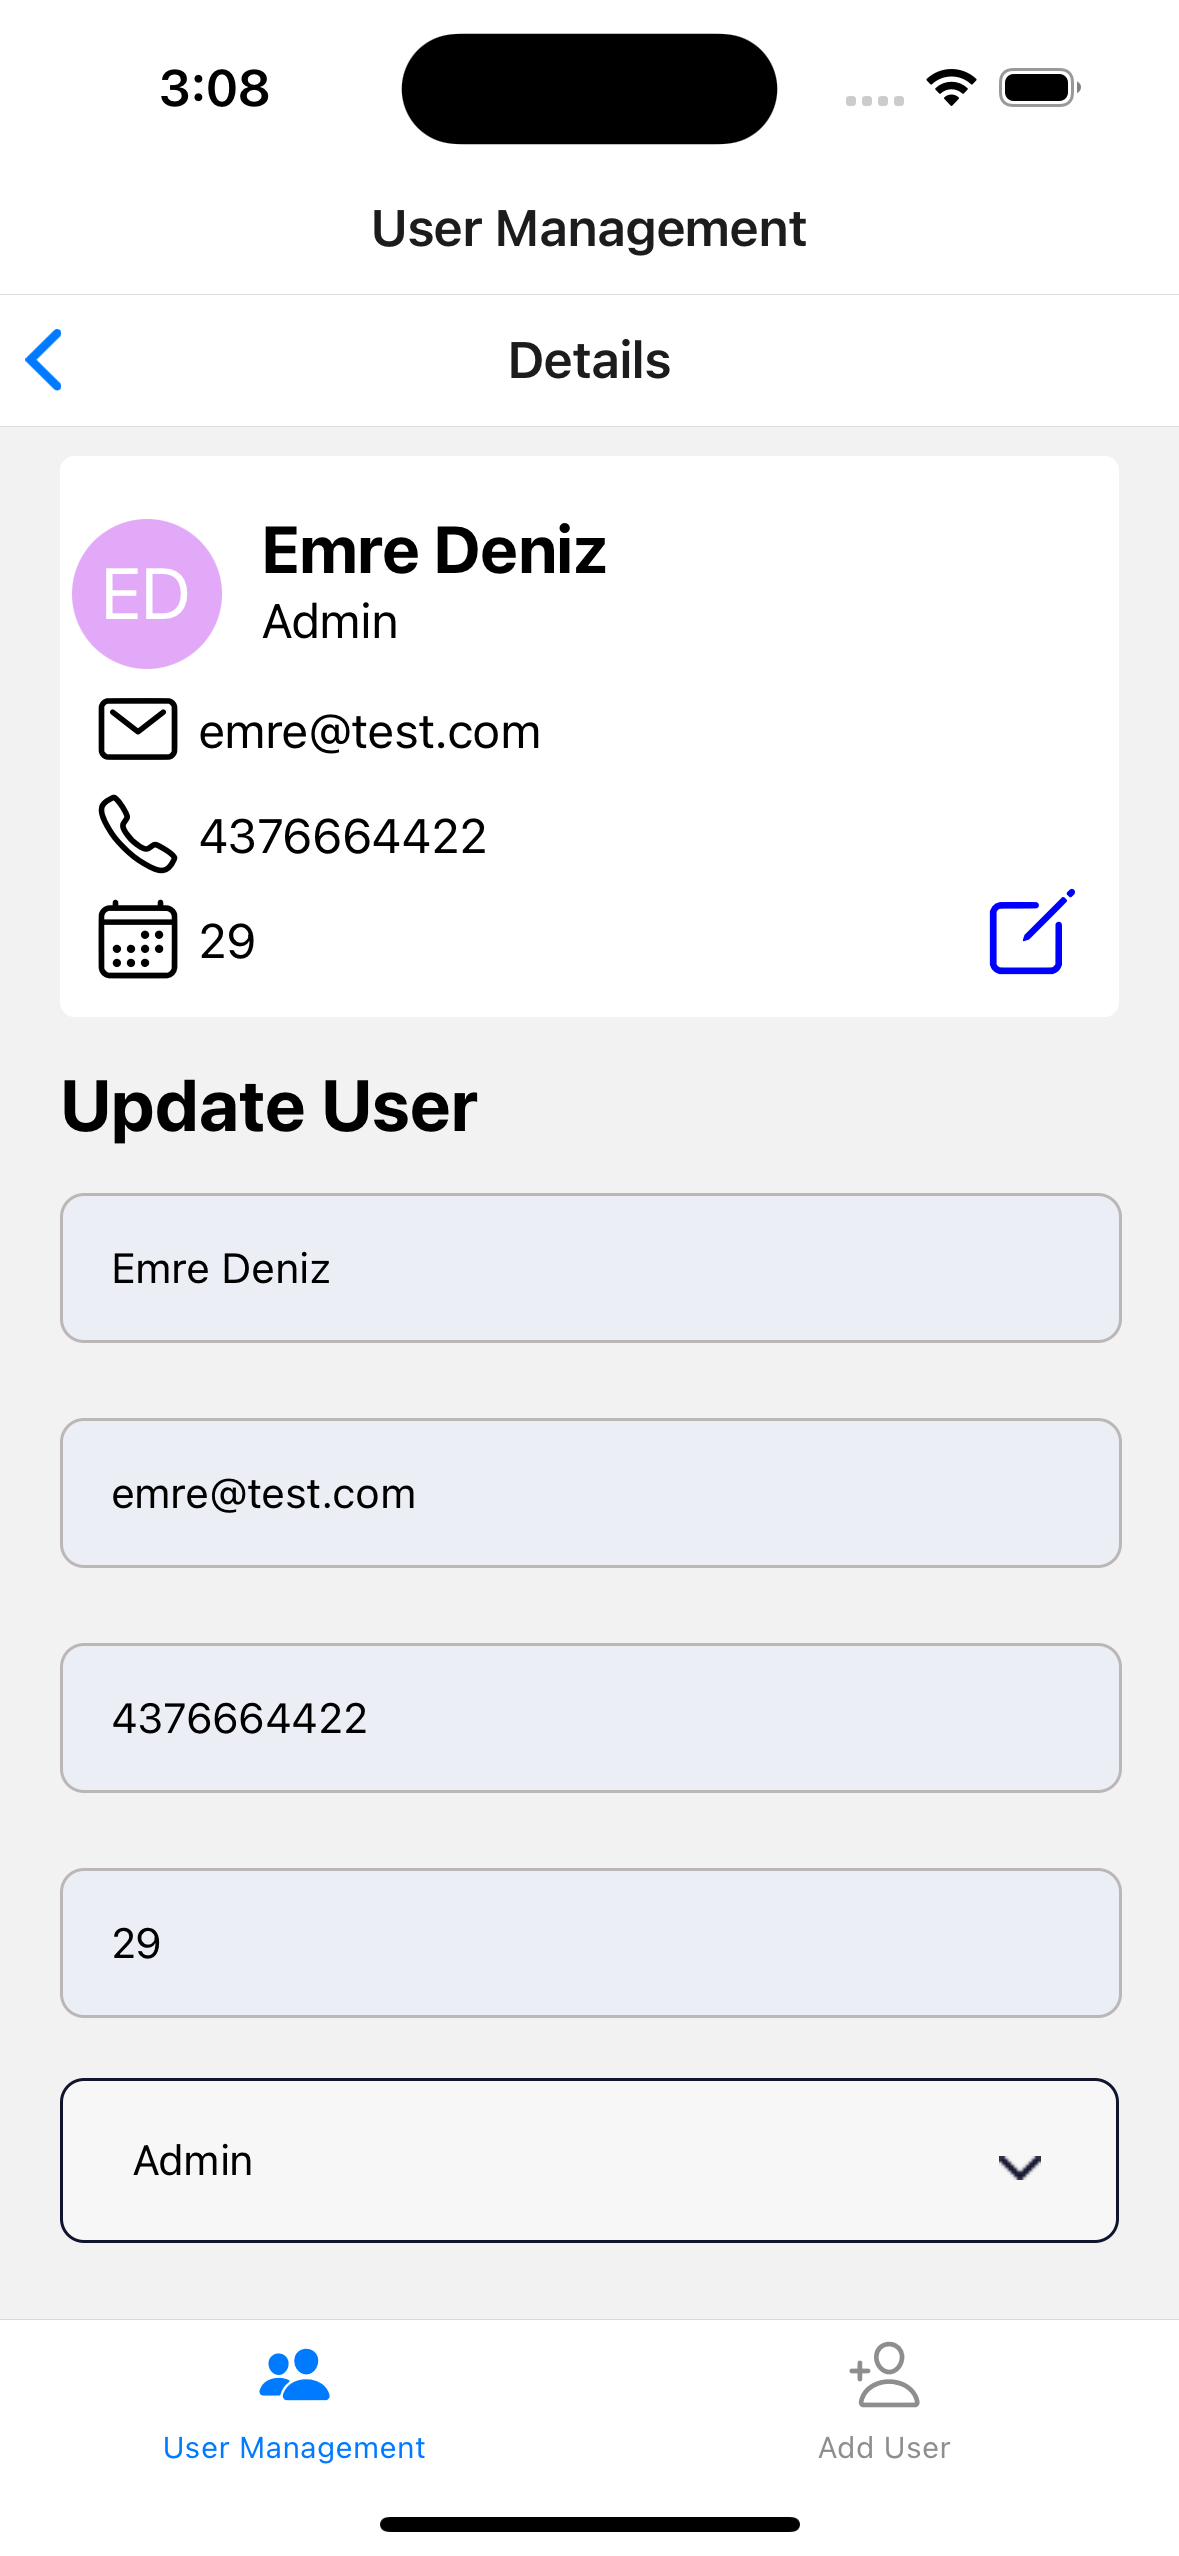 3:08
User Management
Details
ED
Emre Deniz
Admin
emre@test.com
4376664422
29
Update User
Emre Deniz
emre@test.com
4376664422
29
Admin
User Management
Add User